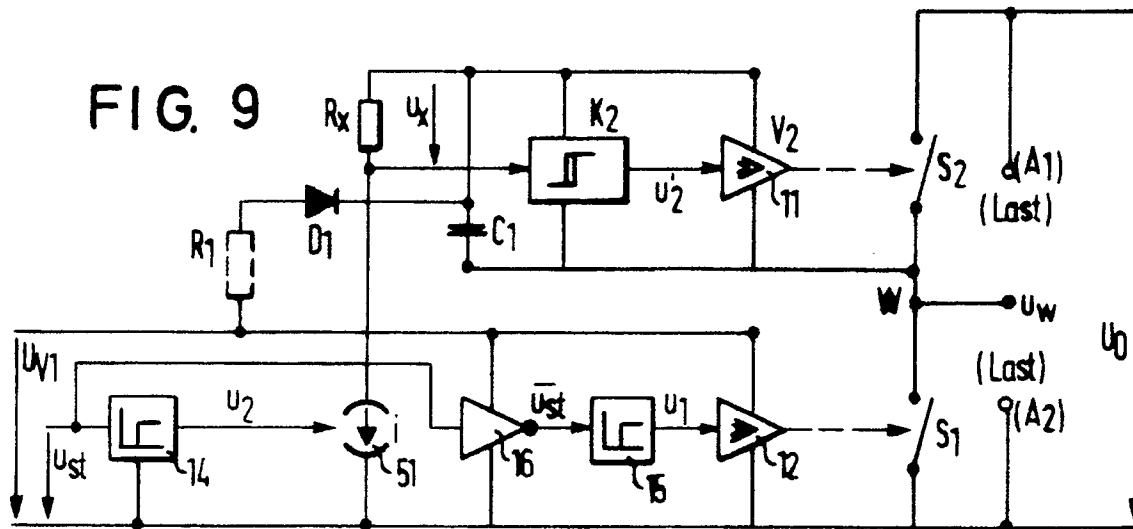 FIG. 9
Rx
ux
K2
V2
u'2
11
S2
(A1)
(Last)
D1
C1
R1
W
uw
U0
UV1
ust
14
u2
i
51
16
ust
15
u1
12
(Last)
(A2)
S1